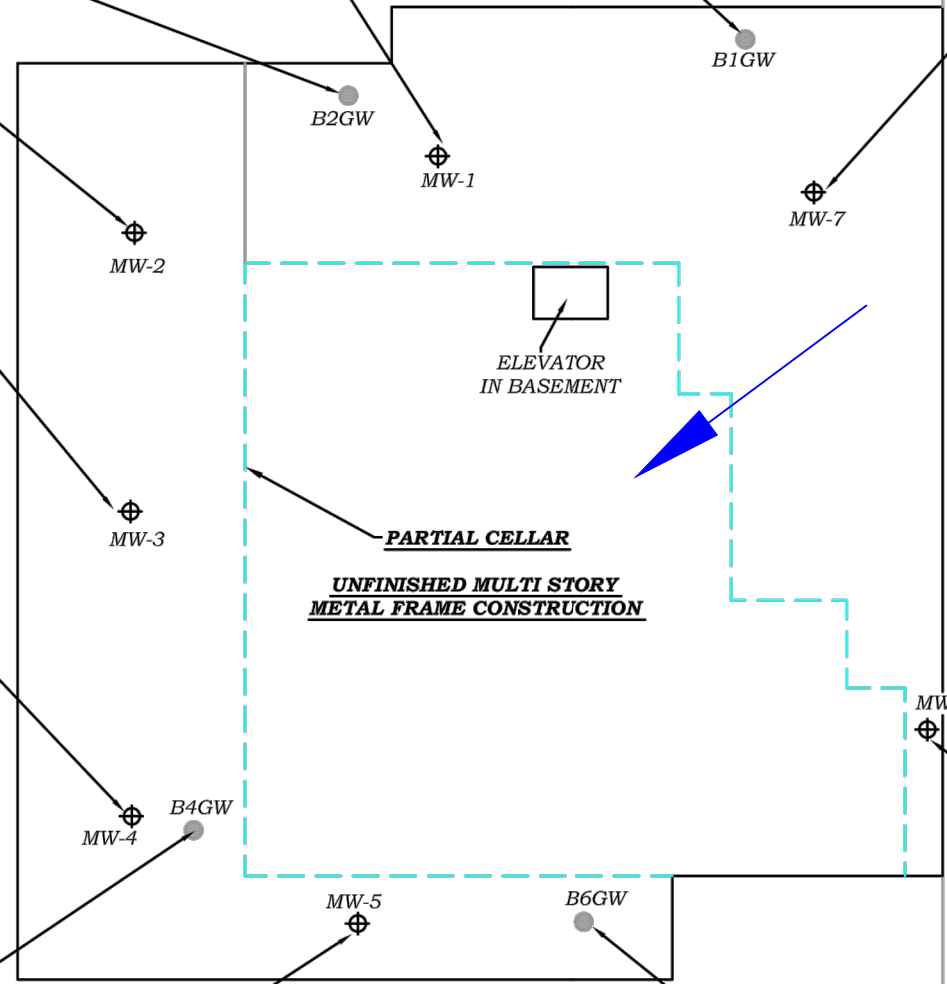 B1GW
B2GW
MW-1
MW-7
MW-2
ELEVATOR
IN BASEMENT
MW-3
PARTIAL CELLAR
UNFINISHED MULTI STORY
METAL FRAME CONSTRUCTION
MW
B4GW
MW-4
MW-5
B6GW